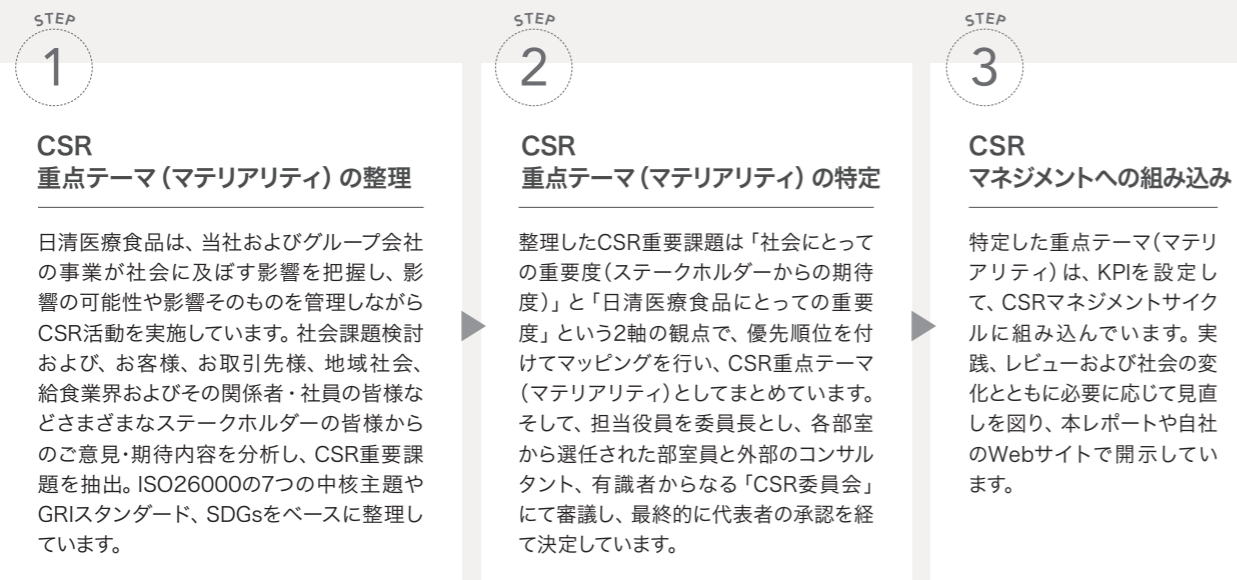 STEP
1
CSR
重点テーマ（マテリアリティ）の整理
日清医療食品は、当社およびグループ会社
の事業が社会に及ぼす影響を把握し、影
響の可能性や影響そのものを管理しながら
CSR活動を実施しています。社会課題検討
および、お客様、お取引先様、地域社会、
給食業界およびその関係者・社員の皆様な
どさまざまなステークホルダーの皆様から
のご意見・期待内容を分析し、CSR重要課
題を抽出。ISO26000の7つの中核主題や
GRIスタンダード、SDGsをベースに整理し
ています。
STEP
2
CSR
重点テーマ（マテリアリティ）の特定
整理したCSR重要課題は「社会にとって
の重要度（ステークホルダーからの期待
度）」と「日清医療食品にとっての重要
度」という2軸の観点で、優先順位を付
けてマッピングを行い、CSR重点テーマ
（マテリアリティ）としてまとめています。
そして、担当役員を委員長とし、各部室
から選任された部室員と外部のコンサル
タント、有識者からなる「CSR委員会」
にて審議し、最終的に代表者の承認を経
て決定しています。
STEP
3
CSR
マネジメントへの組み込み
特定した重点テーマ（マテリ
アリティ）は、KPIを設定し
て、CSRマネジメントサイク
ルに組み込んでいます。実
践、レビューおよび社会の変
化とともに必要に応じて見直
しを図り、本レポートや自社
のWebサイトで開示してい
ます。